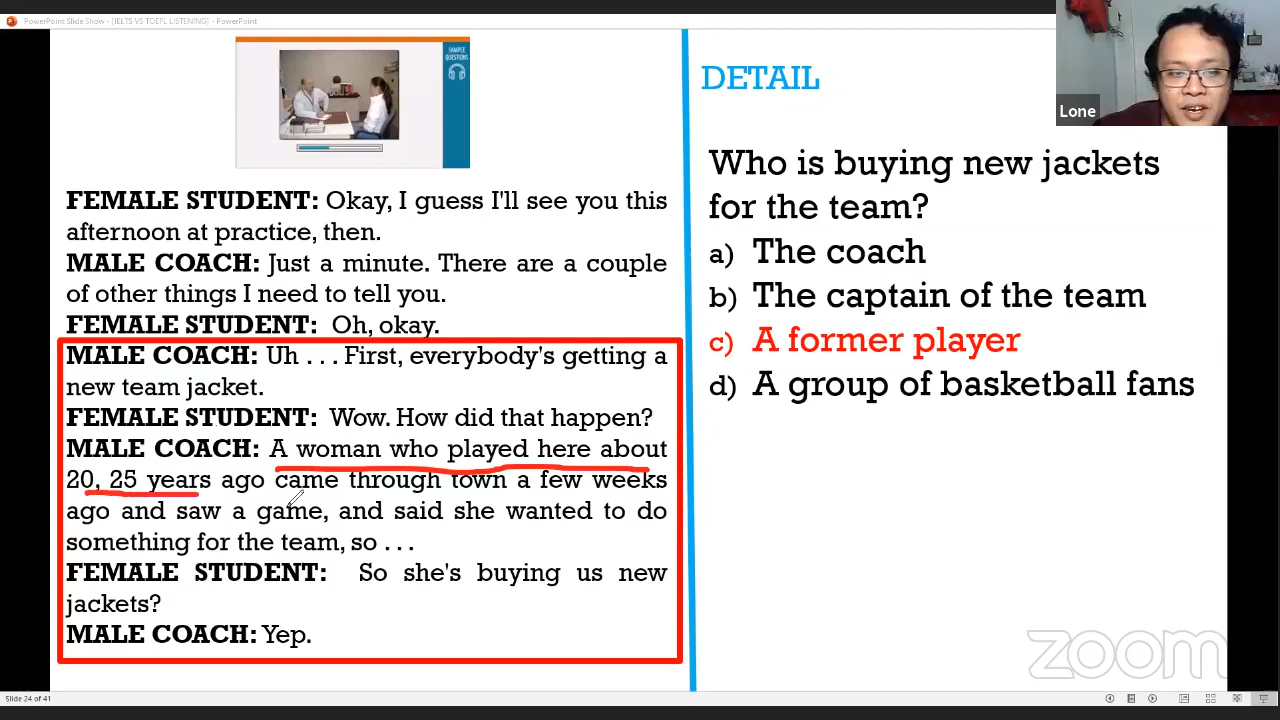 PowerPoint Slide Show - [IELTS VS TOEFL LISTENING] - PowerPoint
SAMPLE
QUESTIONS
FEMALE STUDENT: Okay, I guess I'll see you this
afternoon at practice, then.
MALE COACH: Just a minute. There are a couple
of other things I need to tell you.
FEMALE STUDENT: Oh, okay.
MALE COACH: Uh . . . First, everybody's getting a
new team jacket.
FEMALE STUDENT: Wow. How did that happen?
MALE COACH: A woman who played here about
20, 25 years ago came through town a few weeks
ago and saw a game, and said she wanted to do
something for the team, so . . .
FEMALE STUDENT: So she's buying us new
jackets?
MALE COACH: Yep.
DETAIL
Who is buying new jackets
for the team?
a) The coach
b) The captain of the team
c) A former player
d) A group of basketball fans
Lone
zoom
Slide 24 of 41